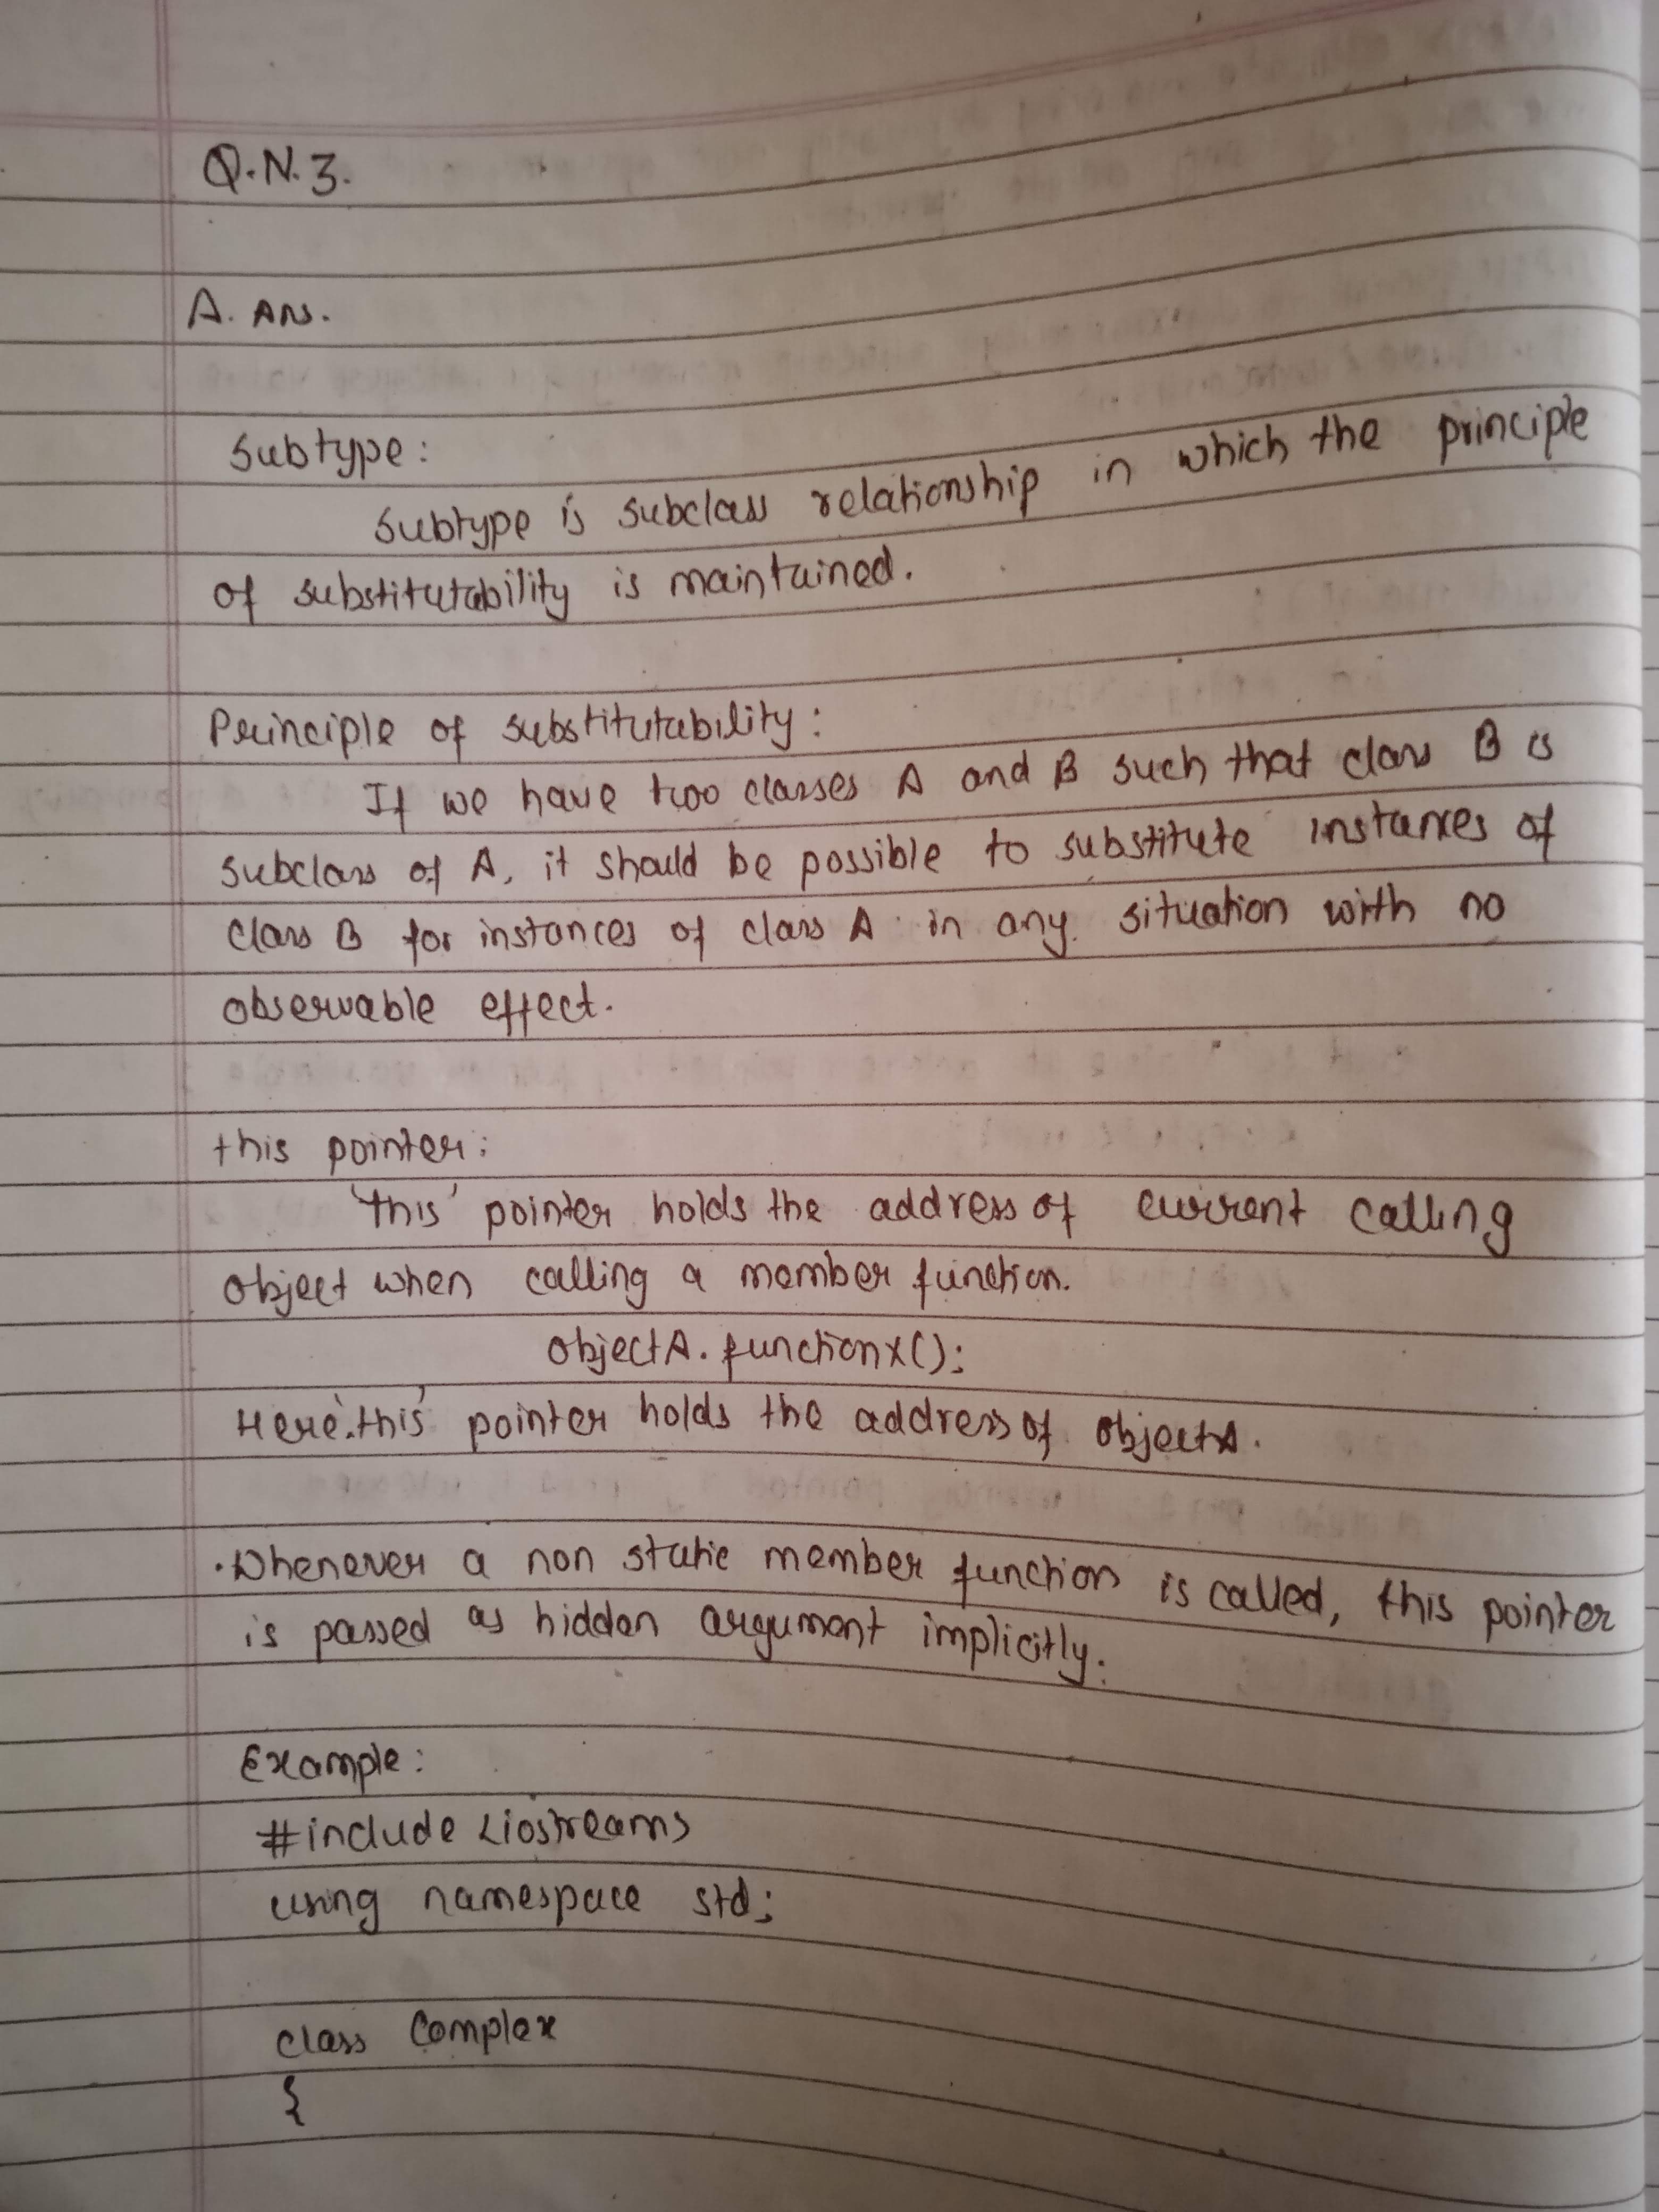 Q.N.3.
A. Ans.
Subtype:
Subtype is subclass relationship in which the principle
of substitutability is maintained.
Principle of substitutability:
If we have two classes A and B such that class B is
subclass of A, it should be possible to substitute instances of
class B for instances of class A in any situation with no
observable effect.
this pointer:
'this' pointer holds the address of current calling
object when calling a member function.
objectA.functionx();
Here 'this' pointer holds the address of objectA.
·Whenever a non static member function is called, this pointer
is passed as hidden argument implicitly.
Example:
#include <iostream>
using namespace std;
class Complex
{